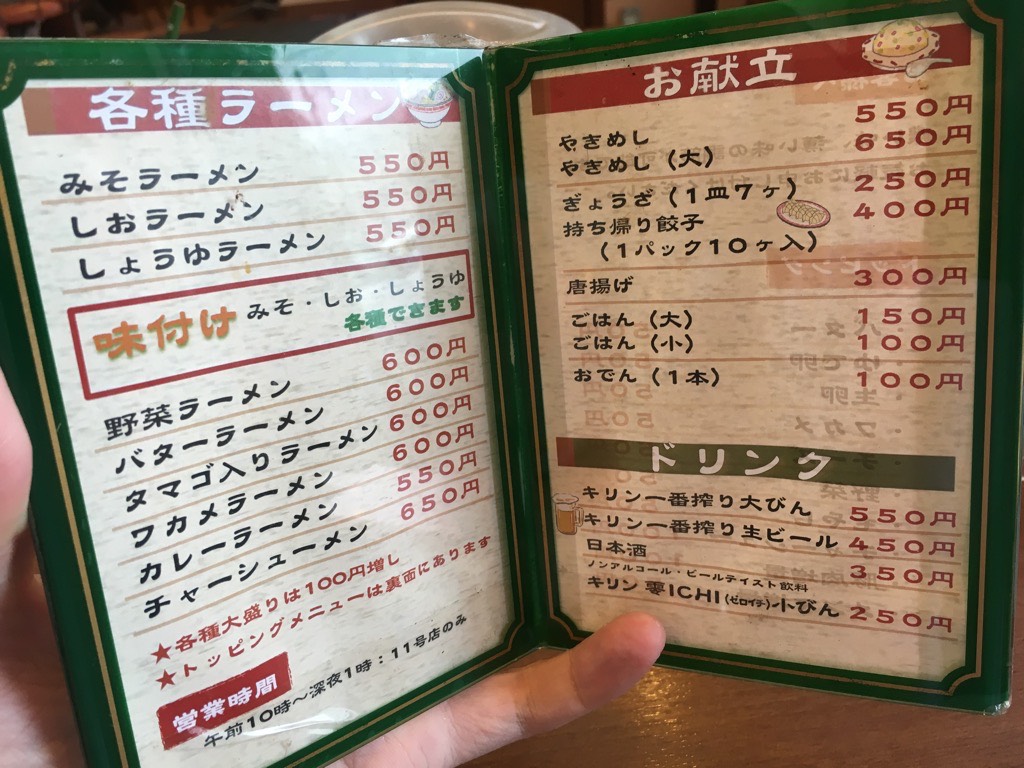 各種ラーメン
みそラーメン 550円
しおラーメン 550円
しょうゆラーメン 550円
味付け みそ・しお・しょうゆ
各種できます
野菜ラーメン 600円
バターラーメン 600円
タマゴ入りラーメン 600円
ワカメラーメン 600円
カレーラーメン 550円
チャーシューメン 650円
★各種大盛りは100円増し
★トッピングメニューは裏面にあります
営業時間
午前10時〜深夜1時：11号店のみ
お献立
やきめし 550円
やきめし（大） 650円
ぎょうざ（1皿7ヶ） 250円
持ち帰り餃子 400円
（1パック10ヶ入）
唐揚げ 300円
ごはん（大） 150円
ごはん（小） 100円
おでん（1本） 100円
ドリンク
キリン一番搾り大びん 550円
キリン一番搾り生ビール 450円
日本酒 350円
ノンアルコール・ビールテイスト飲料
キリン 零ICHI（ゼロイチ）小びん 250円